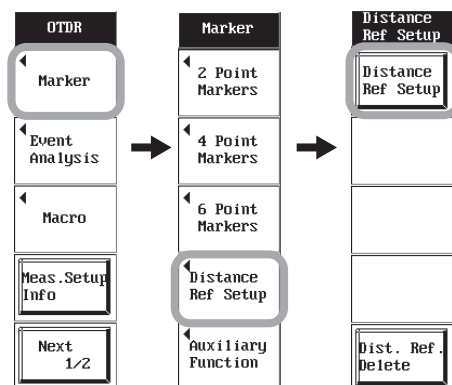 OTDR
Marker
Event
Analysis
Macro
Meas.Setup
Info
Next
1/2
Marker
2 Point
Markers
4 Point
Markers
6 Point
Markers
Distance
Ref Setup
Auxiliary
Function
Distance
Ref Setup
Distance
Ref Setup
Dist. Ref.
Delete